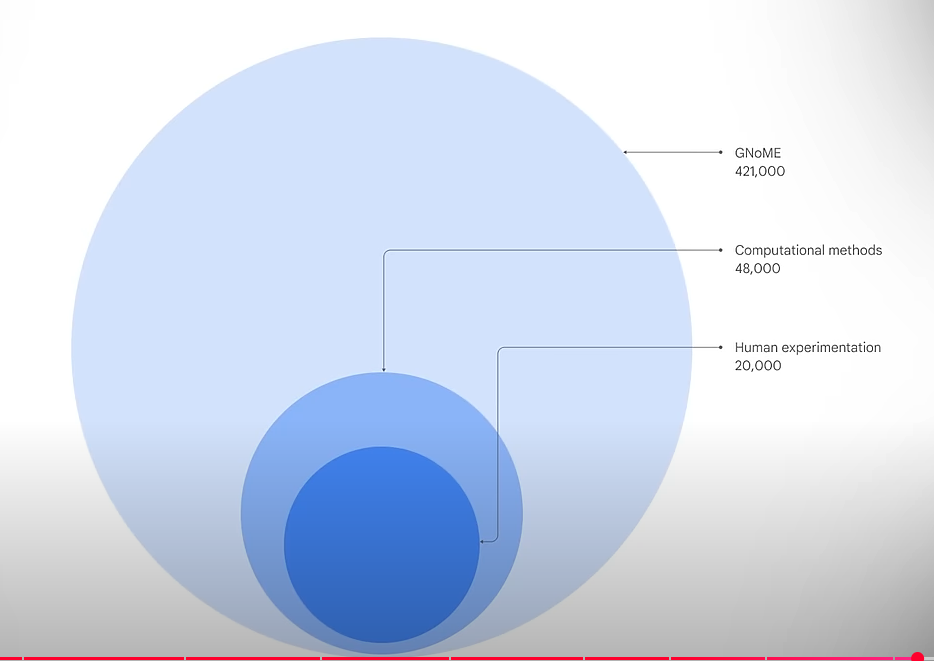 GNoME
421,000
Computational methods
48,000
Human experimentation
20,000